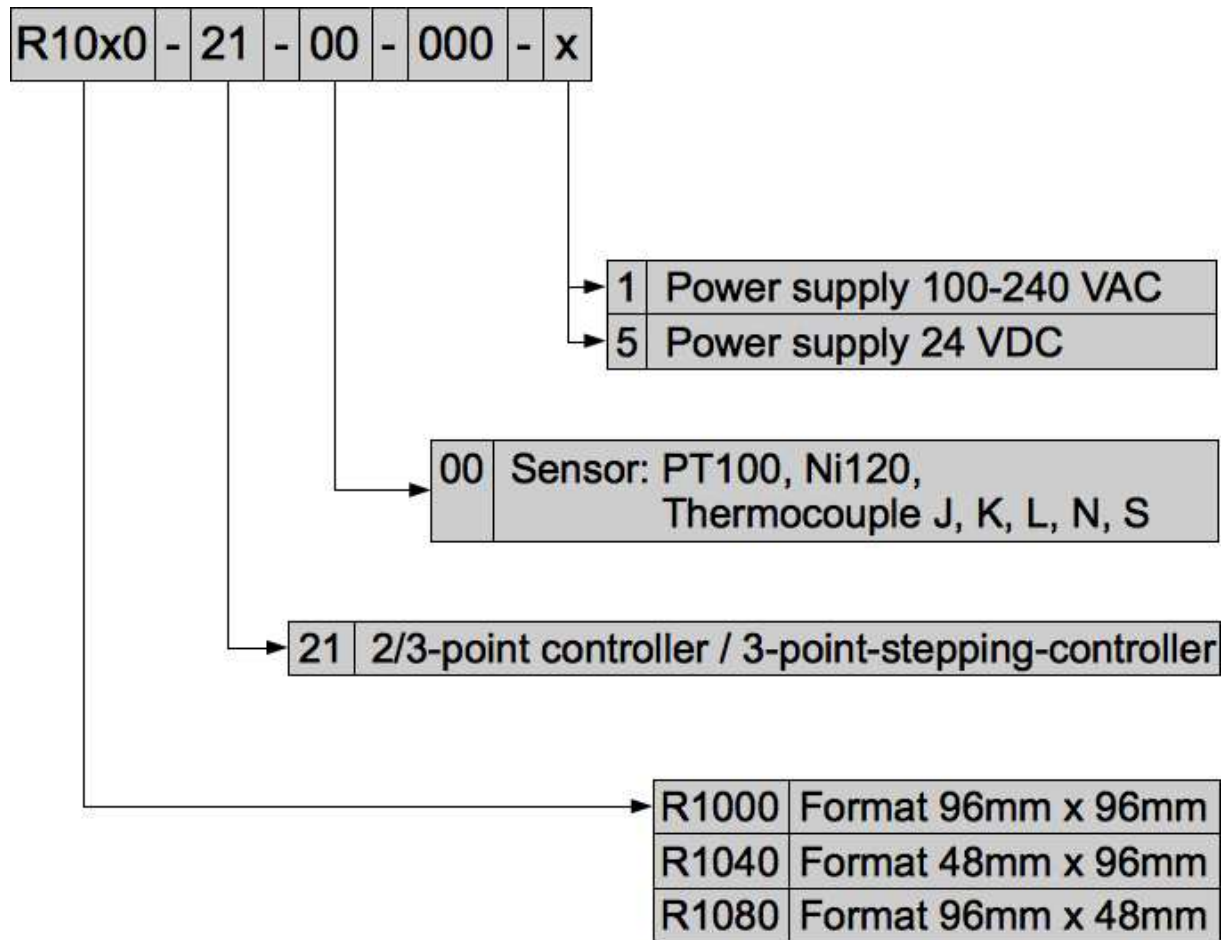 R10x0 - 21 - 00 - 000 - x
1 Power supply 100-240 VAC
5 Power supply 24 VDC
00 Sensor: PT100, Ni120,
Thermocouple J, K, L, N, S
21 2/3-point controller / 3-point-stepping-controller
R1000 Format 96mm x 96mm
R1040 Format 48mm x 96mm
R1080 Format 96mm x 48mm